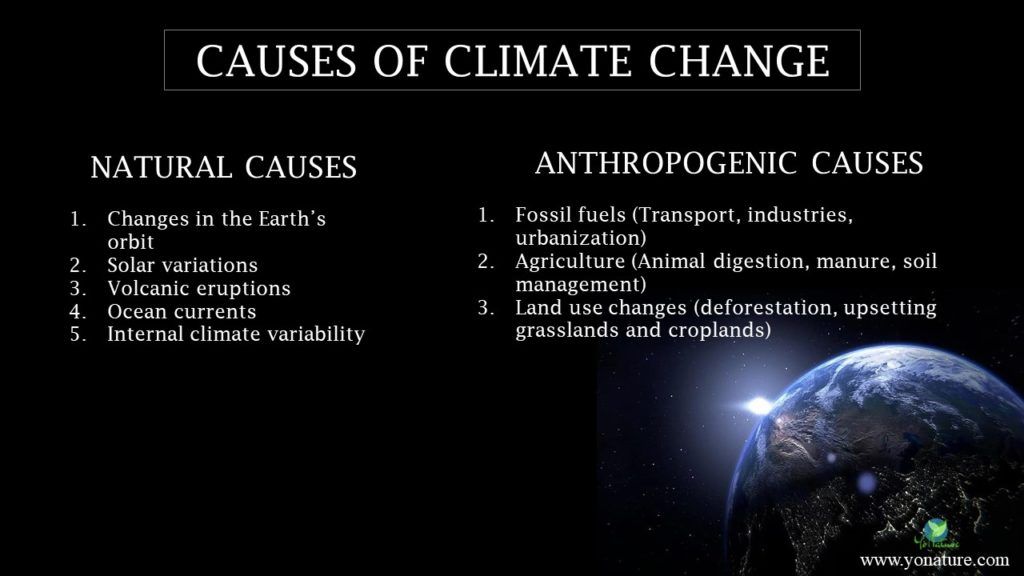 CAUSES OF CLIMATE CHANGE
NATURAL CAUSES
1. Changes in the Earth's
orbit
2. Solar variations
3. Volcanic eruptions
4. Ocean currents
5. Internal climate variability
ANTHROPOGENIC CAUSES
1. Fossil fuels (Transport, industries,
urbanization)
2. Agriculture (Animal digestion, manure, soil
management)
3. Land use changes (deforestation, upsetting
grasslands and croplands)
YoNature
www.yonature.com